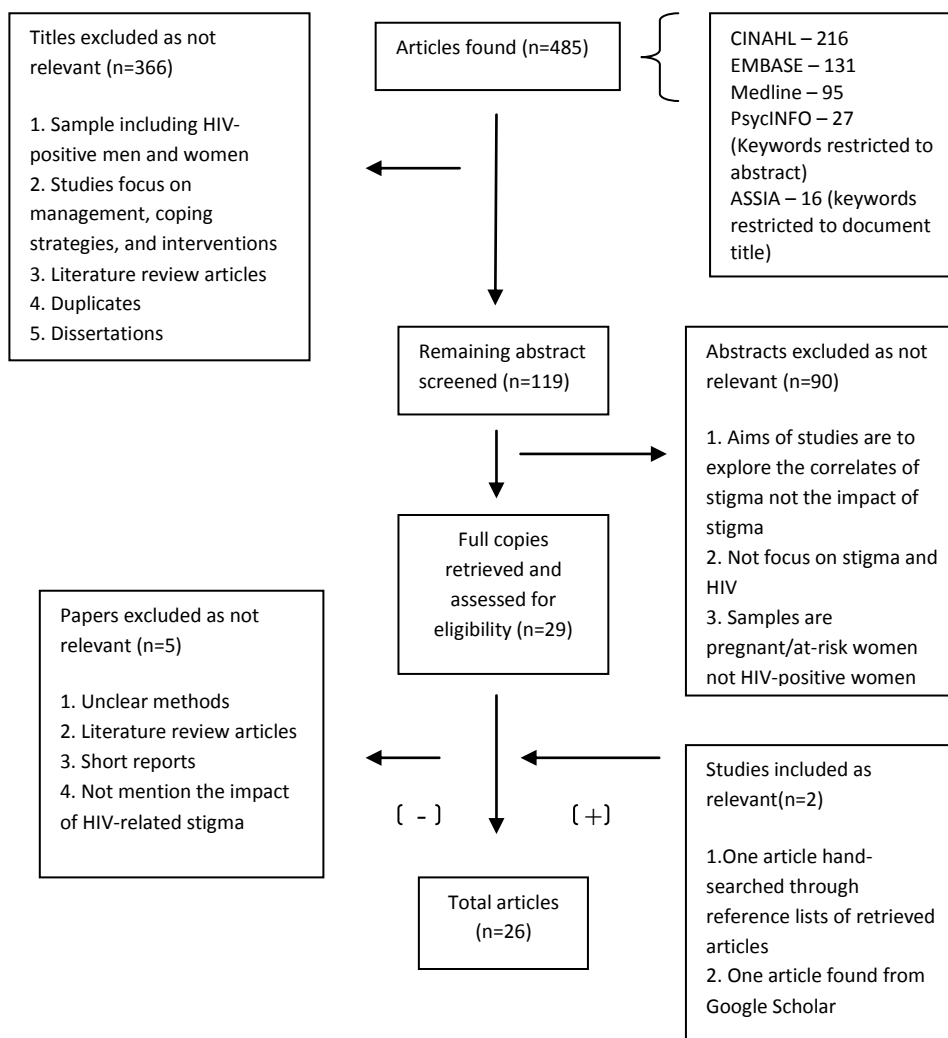 Titles excluded as not
relevant (n=366)
1. Sample including HIV-
positive men and women
2. Studies focus on
management, coping
strategies, and interventions
3. Literature review articles
4. Duplicates
5. Dissertations
Articles found (n=485)
CINAHL – 216
EMBASE – 131
Medline – 95
PsycINFO – 27
(Keywords restricted to
abstract)
ASSIA – 16 (keywords
restricted to document
title)
Remaining abstract
screened (n=119)
Abstracts excluded as not
relevant (n=90)
1. Aims of studies are to
explore the correlates of
stigma not the impact of
stigma
2. Not focus on stigma and
HIV
3. Samples are
pregnant/at-risk women
not HIV-positive women
Full copies
retrieved and
assessed for
eligibility (n=29)
Papers excluded as not
relevant (n=5)
1. Unclear methods
2. Literature review articles
3. Short reports
4. Not mention the impact
of HIV-related stigma
( - )
( + )
Studies included as
relevant(n=2)
1.One article hand-
searched through
reference lists of retrieved
articles
2. One article found from
Google Scholar
Total articles
(n=26)